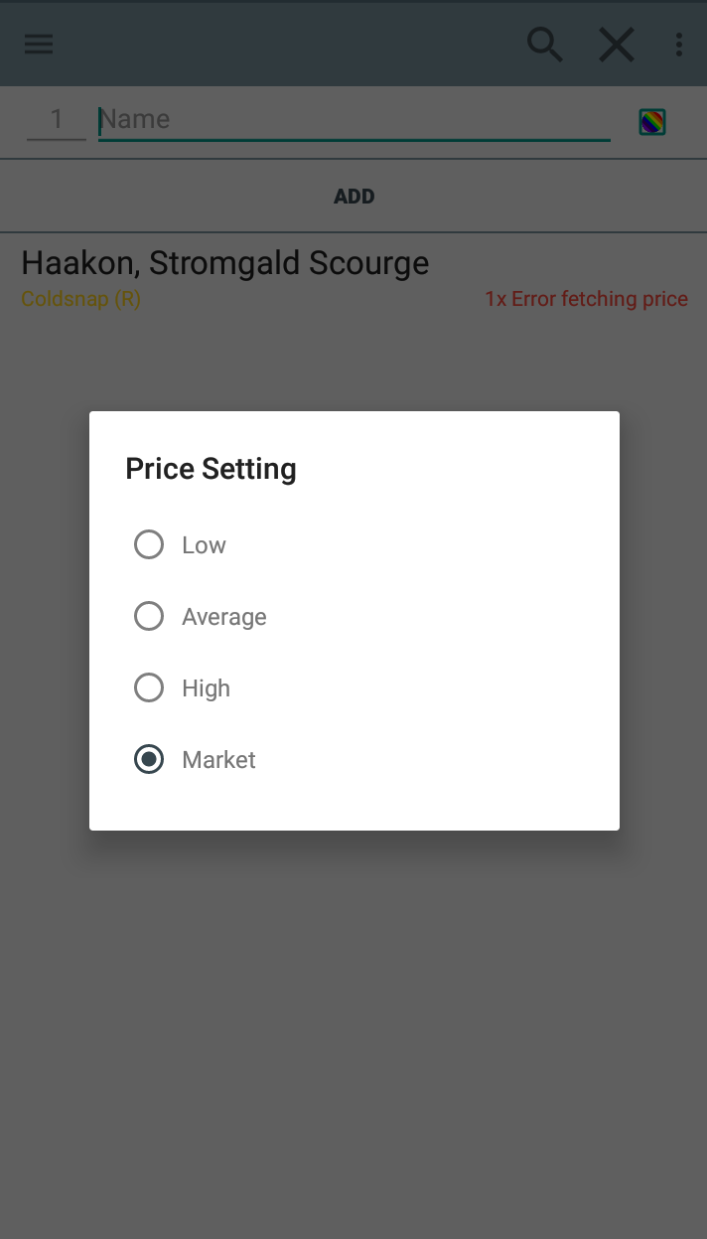 1 Name
ADD
Haakon, Stromgald Scourge
Coldsnap (R) 1x Error fetching price
Price Setting
Low
Average
High
Market